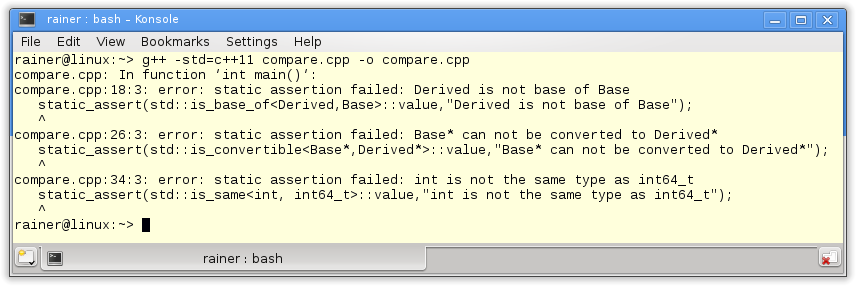 rainer : bash – Konsole
File Edit View Bookmarks Settings Help
rainer@linux:~> g++ -std=c++11 compare.cpp -o compare.cpp
compare.cpp: In function ‘int main()’:
compare.cpp:18:3: error: static assertion failed: Derived is not base of Base
   static_assert(std::is_base_of<Derived,Base>::value,"Derived is not base of Base");
   ^
compare.cpp:26:3: error: static assertion failed: Base* can not be converted to Derived*
   static_assert(std::is_convertible<Base*,Derived*>::value,"Base* can not be converted to Derived*");
   ^
compare.cpp:34:3: error: static assertion failed: int is not the same type as int64_t
   static_assert(std::is_same<int, int64_t>::value,"int is not the same type as int64_t");
   ^
rainer@linux:~>
rainer : bash